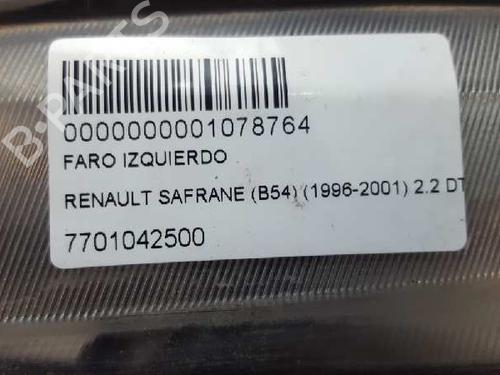 0000000001078764
FARO IZQUIERDO
RENAULT SAFRANE (B54) (1996-2001) 2.2 DT
7701042500
B-PARTS